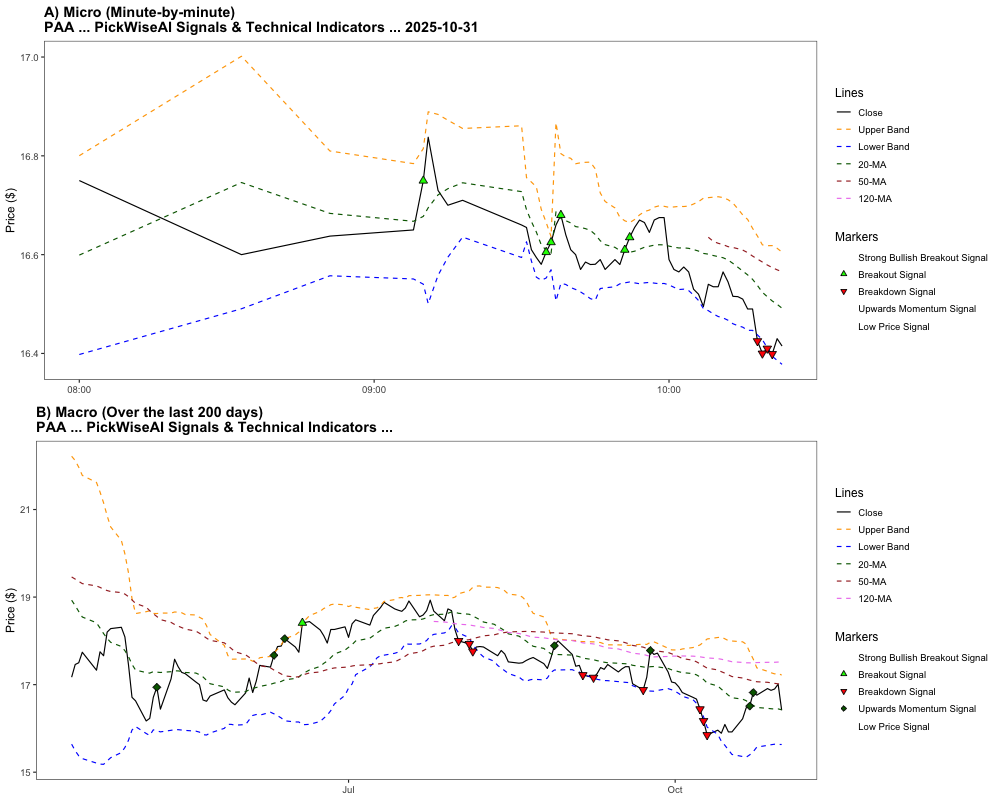 A) Micro (Minute-by-minute)
PAA ... PickWiseAI Signals & Technical Indicators ... 2025-10-31
Price ($)
17.0
16.8
16.6
16.4
08:00
09:00
10:00
Lines
Close
Upper Band
Lower Band
20-MA
50-MA
120-MA
Markers
Strong Bullish Breakout Signal
Breakout Signal
Breakdown Signal
Upwards Momentum Signal
Low Price Signal
B) Macro (Over the last 200 days)
PAA ... PickWiseAI Signals & Technical Indicators ...
Price ($)
21
19
17
15
Jul
Oct
Lines
Close
Upper Band
Lower Band
20-MA
50-MA
120-MA
Markers
Strong Bullish Breakout Signal
Breakout Signal
Breakdown Signal
Upwards Momentum Signal
Low Price Signal